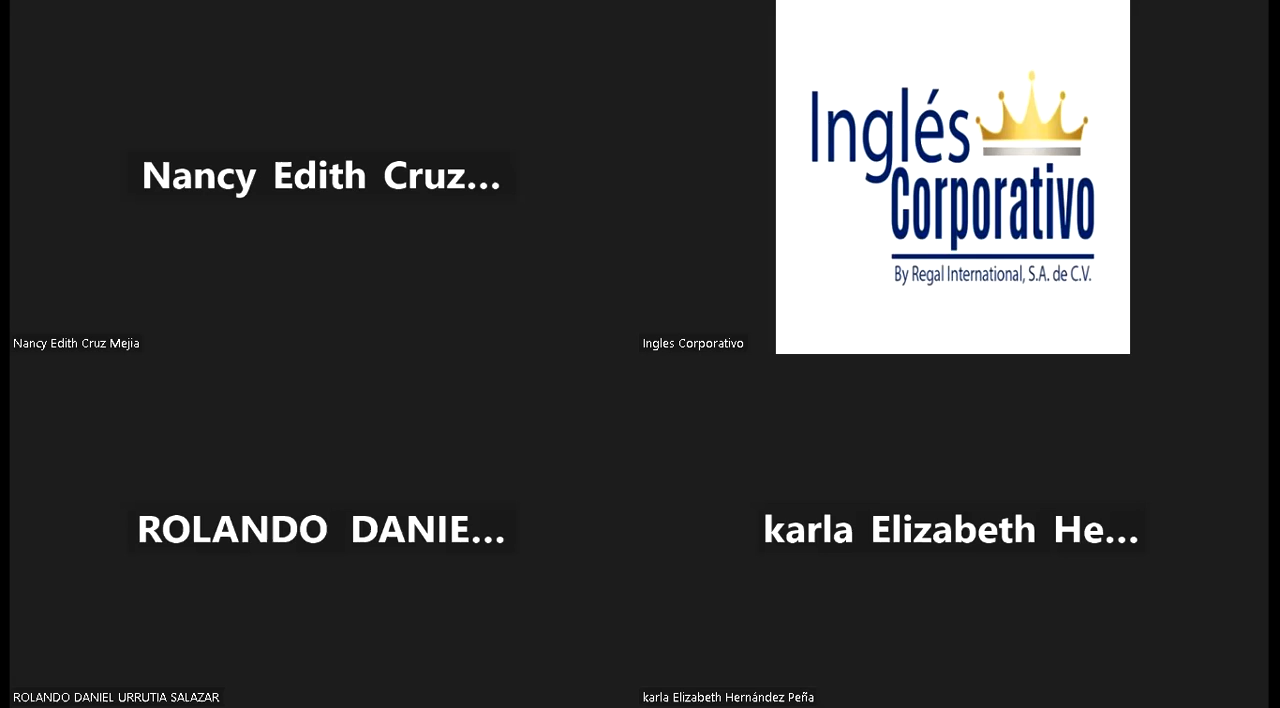 Nancy Edith Cruz...
Nancy Edith Cruz Mejia
Inglés
Corporativo
By Regal International, S.A. de C.V.
Ingles Corporativo
ROLANDO DANIE...
ROLANDO DANIEL URRUTIA SALAZAR
karla Elizabeth He...
karla Elizabeth Hernández Peña